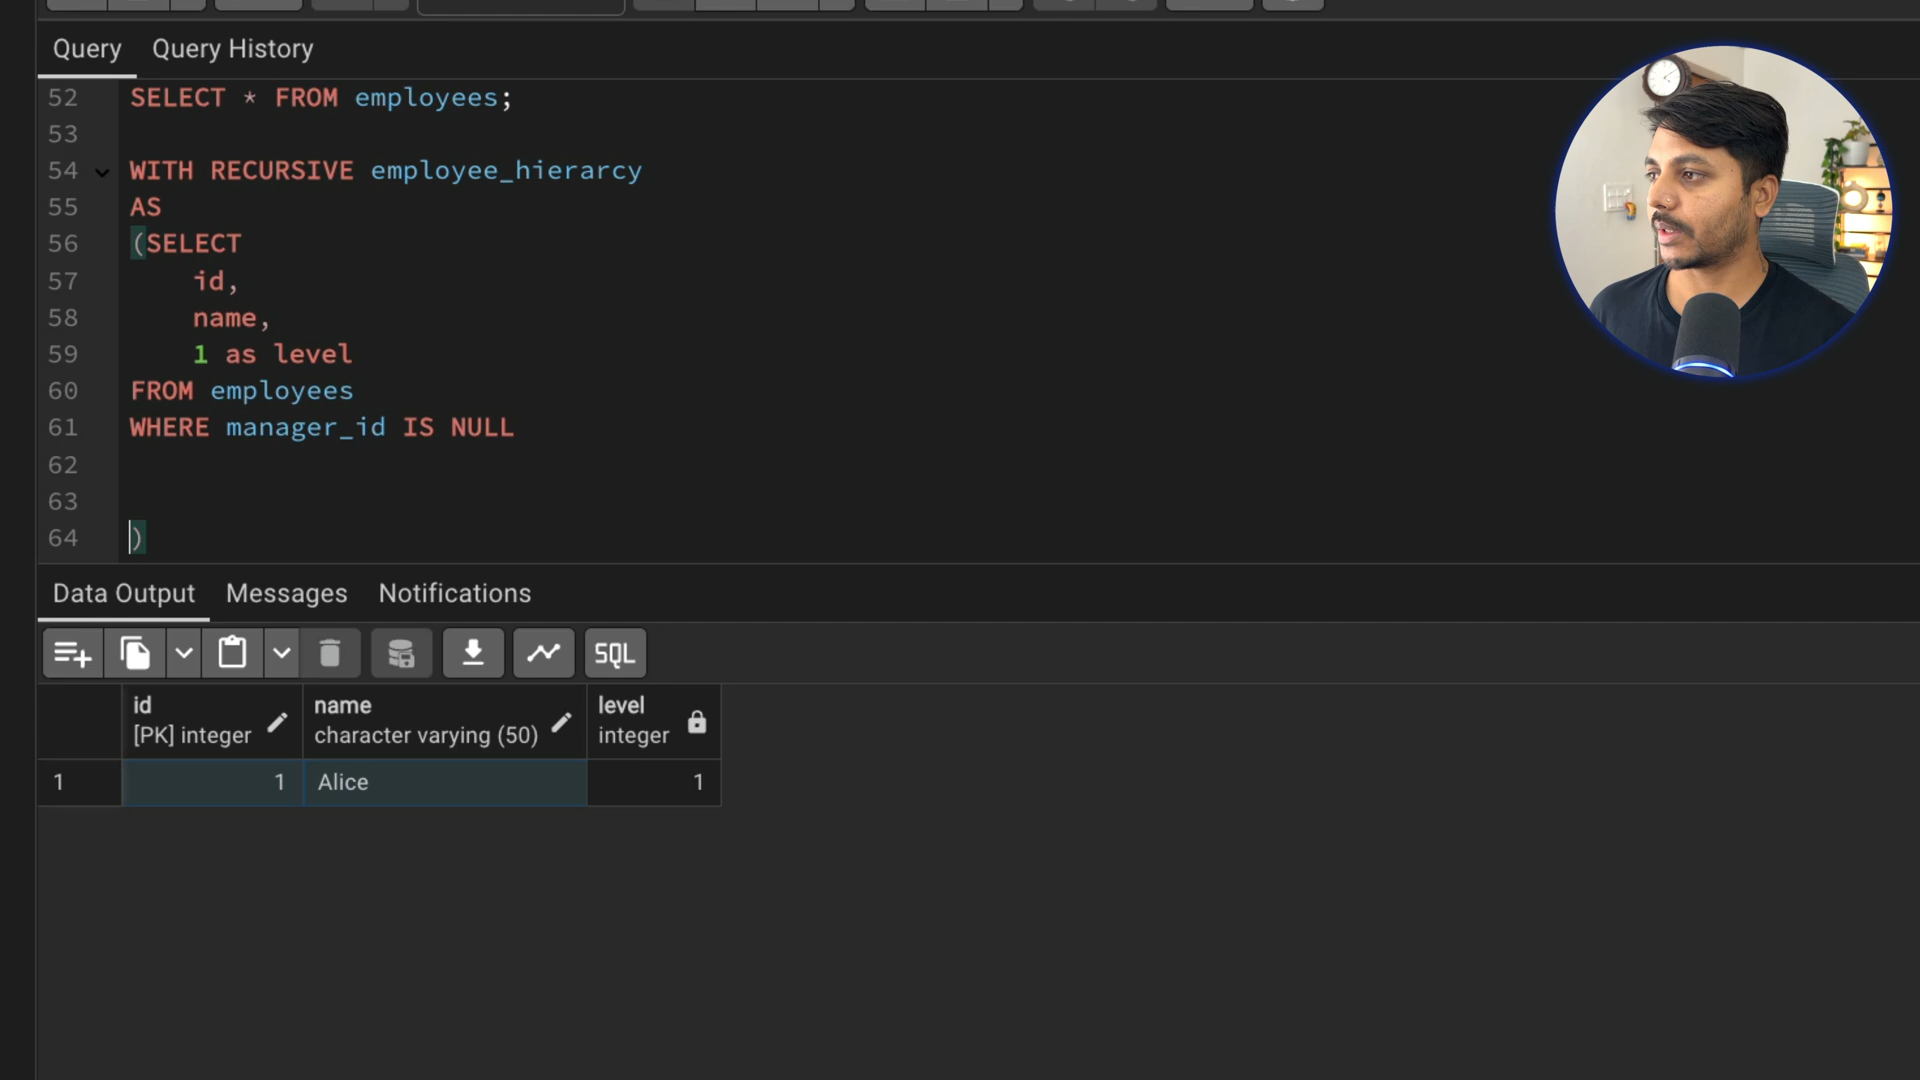 Query Query History
52 SELECT * FROM employees;
53
54 WITH RECURSIVE employee_hierarcy
55 AS
56 (SELECT
57 id,
58 name,
59 1 as level
60 FROM employees
61 WHERE manager_id IS NULL
62
63
64 )
Data Output Messages Notifications
SQL
id name level
[PK] integer character varying (50) integer
1 1 Alice 1